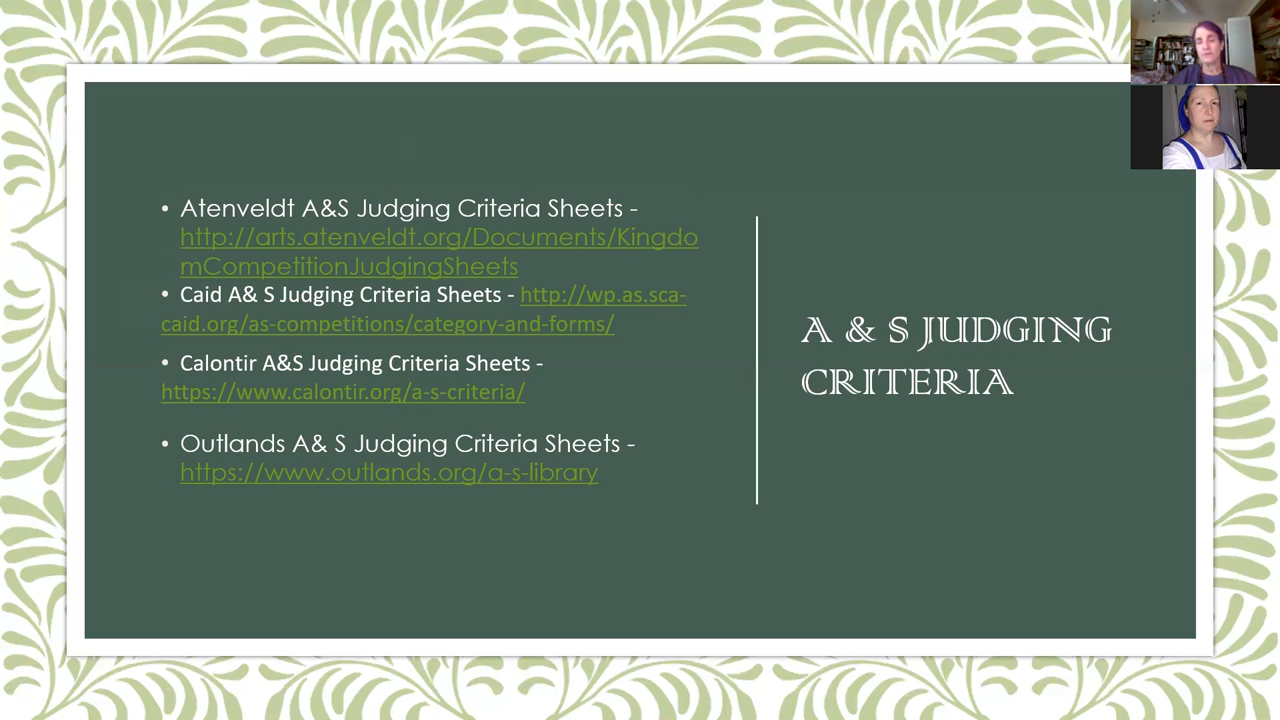 • Atenveldt A&S Judging Criteria Sheets -
http://arts.atenveldt.org/Documents/Kingdo
mCompetitionJudgingSheets
• Caid A& S Judging Criteria Sheets - http://wp.as.sca-
caid.org/as-competitions/category-and-forms/
• Calontir A&S Judging Criteria Sheets -
https://www.calontir.org/a-s-criteria/
• Outlands A& S Judging Criteria Sheets -
https://www.outlands.org/a-s-library
A & S JUDGING
CRITERIA